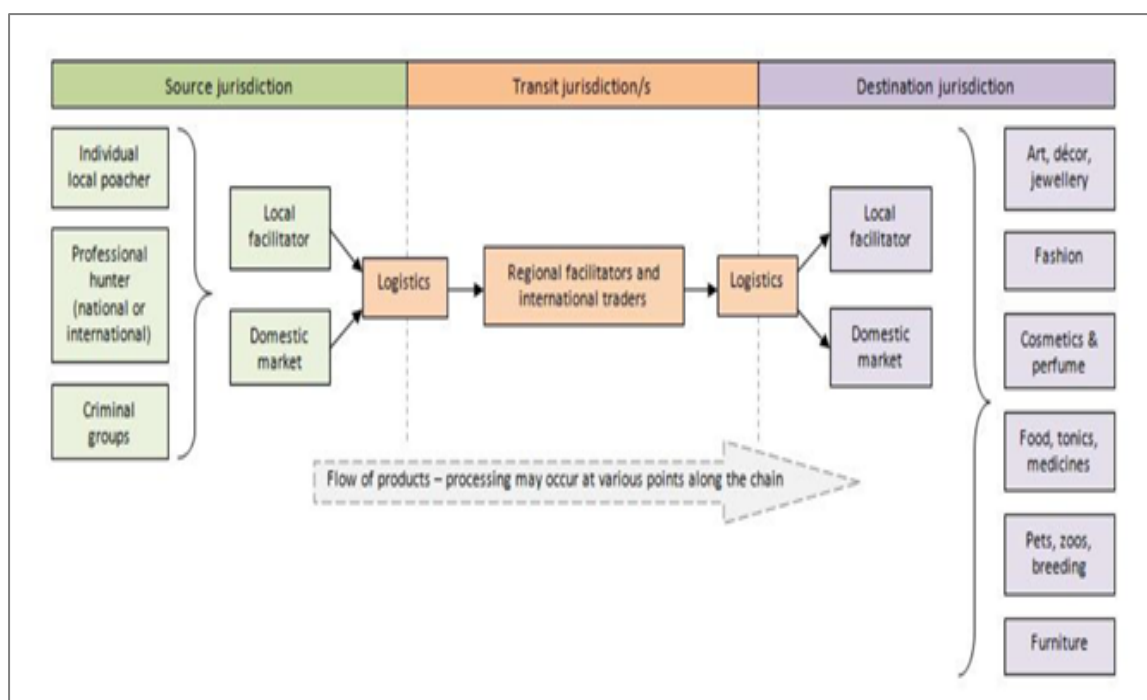 Source jurisdiction
Transit jurisdiction/s
Destination jurisdiction
Individual
local poacher
Professional
hunter
(national or
international)
Criminal
groups
Local
facilitator
Domestic
market
Logistics
Regional facilitators and
international traders
Logistics
Local
facilitator
Domestic
market
Art, décor,
jewellery
Fashion
Cosmetics &
perfume
Food, tonics,
medicines
Pets, zoos,
breeding
Furniture
Flow of products – processing may occur at various points along the chain